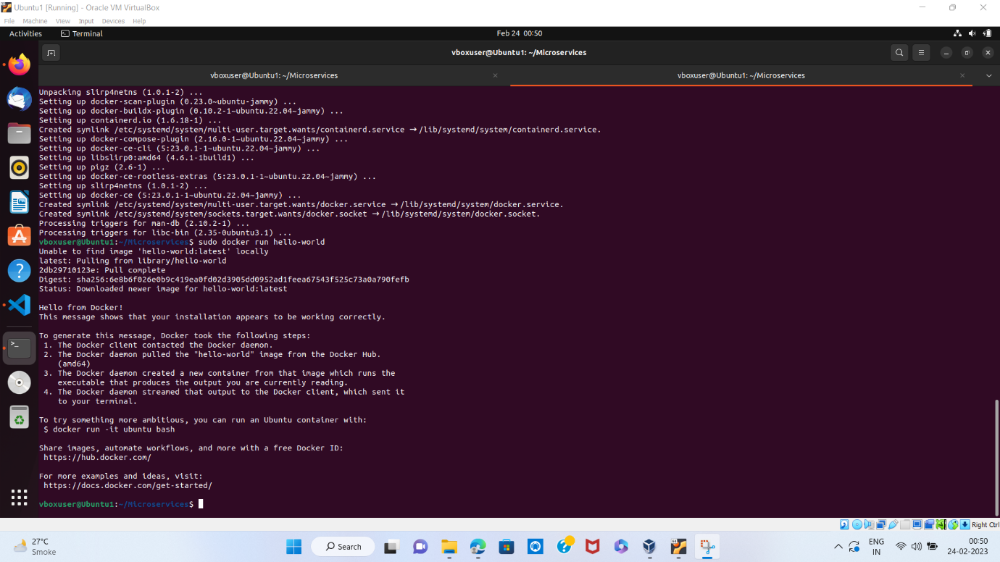 Ubuntu1 [Running] - Oracle VM VirtualBox
File Machine View Input Devices Help
Activities Terminal Feb 24 00:50
vboxuser@Ubuntu1: ~/Microservices
vboxuser@Ubuntu1: ~/Microservices vboxuser@Ubuntu1: ~/Microservices
Unpacking slirp4netns (1.0.1-2) ...
Setting up docker-scan-plugin (0.23.0~ubuntu-jammy) ...
Setting up docker-buildx-plugin (0.10.2-1~ubuntu.22.04~jammy) ...
Setting up containerd.io (1.6.18-1) ...
Created symlink /etc/systemd/system/multi-user.target.wants/containerd.service → /lib/systemd/system/containerd.service.
Setting up docker-compose-plugin (2.16.0-1~ubuntu.22.04~jammy) ...
Setting up docker-ce-cli (5:23.0.1-1~ubuntu.22.04~jammy) ...
Setting up libslirp0:amd64 (4.6.1-1build1) ...
Setting up pigz (2.6-1) ...
Setting up docker-ce-rootless-extras (5:23.0.1-1~ubuntu.22.04~jammy) ...
Setting up slirp4netns (1.0.1-2) ...
Setting up docker-ce (5:23.0.1-1~ubuntu.22.04~jammy) ...
Created symlink /etc/systemd/system/multi-user.target.wants/docker.service → /lib/systemd/system/docker.service.
Created symlink /etc/systemd/system/sockets.target.wants/docker.socket → /lib/systemd/system/docker.socket.
Processing triggers for man-db (2.10.2-1) ...
Processing triggers for libc-bin (2.35-0ubuntu3.1) ...
vboxuser@Ubuntu1:~/Microservices$ sudo docker run hello-world
Unable to find image 'hello-world:latest' locally
latest: Pulling from library/hello-world
2db29710123e: Pull complete
Digest: sha256:6e8b6f026e0b9c419ea0fd02d3905dd0952ad1feea67543f525c73a0a790fefb
Status: Downloaded newer image for hello-world:latest
Hello from Docker!
This message shows that your installation appears to be working correctly.
To generate this message, Docker took the following steps:
1. The Docker client contacted the Docker daemon.
2. The Docker daemon pulled the "hello-world" image from the Docker Hub.
(amd64)
3. The Docker daemon created a new container from that image which runs the
executable that produces the output you are currently reading.
4. The Docker daemon streamed that output to the Docker client, which sent it
to your terminal.
To try something more ambitious, you can run an Ubuntu container with:
$ docker run -it ubuntu bash
Share images, automate workflows, and more with a free Docker ID:
https://hub.docker.com/
For more examples and ideas, visit:
https://docs.docker.com/get-started/
vboxuser@Ubuntu1:~/Microservices$
Right Ctrl
27°C
Smoke
Search
ENG
IN
00:50
24-02-2023